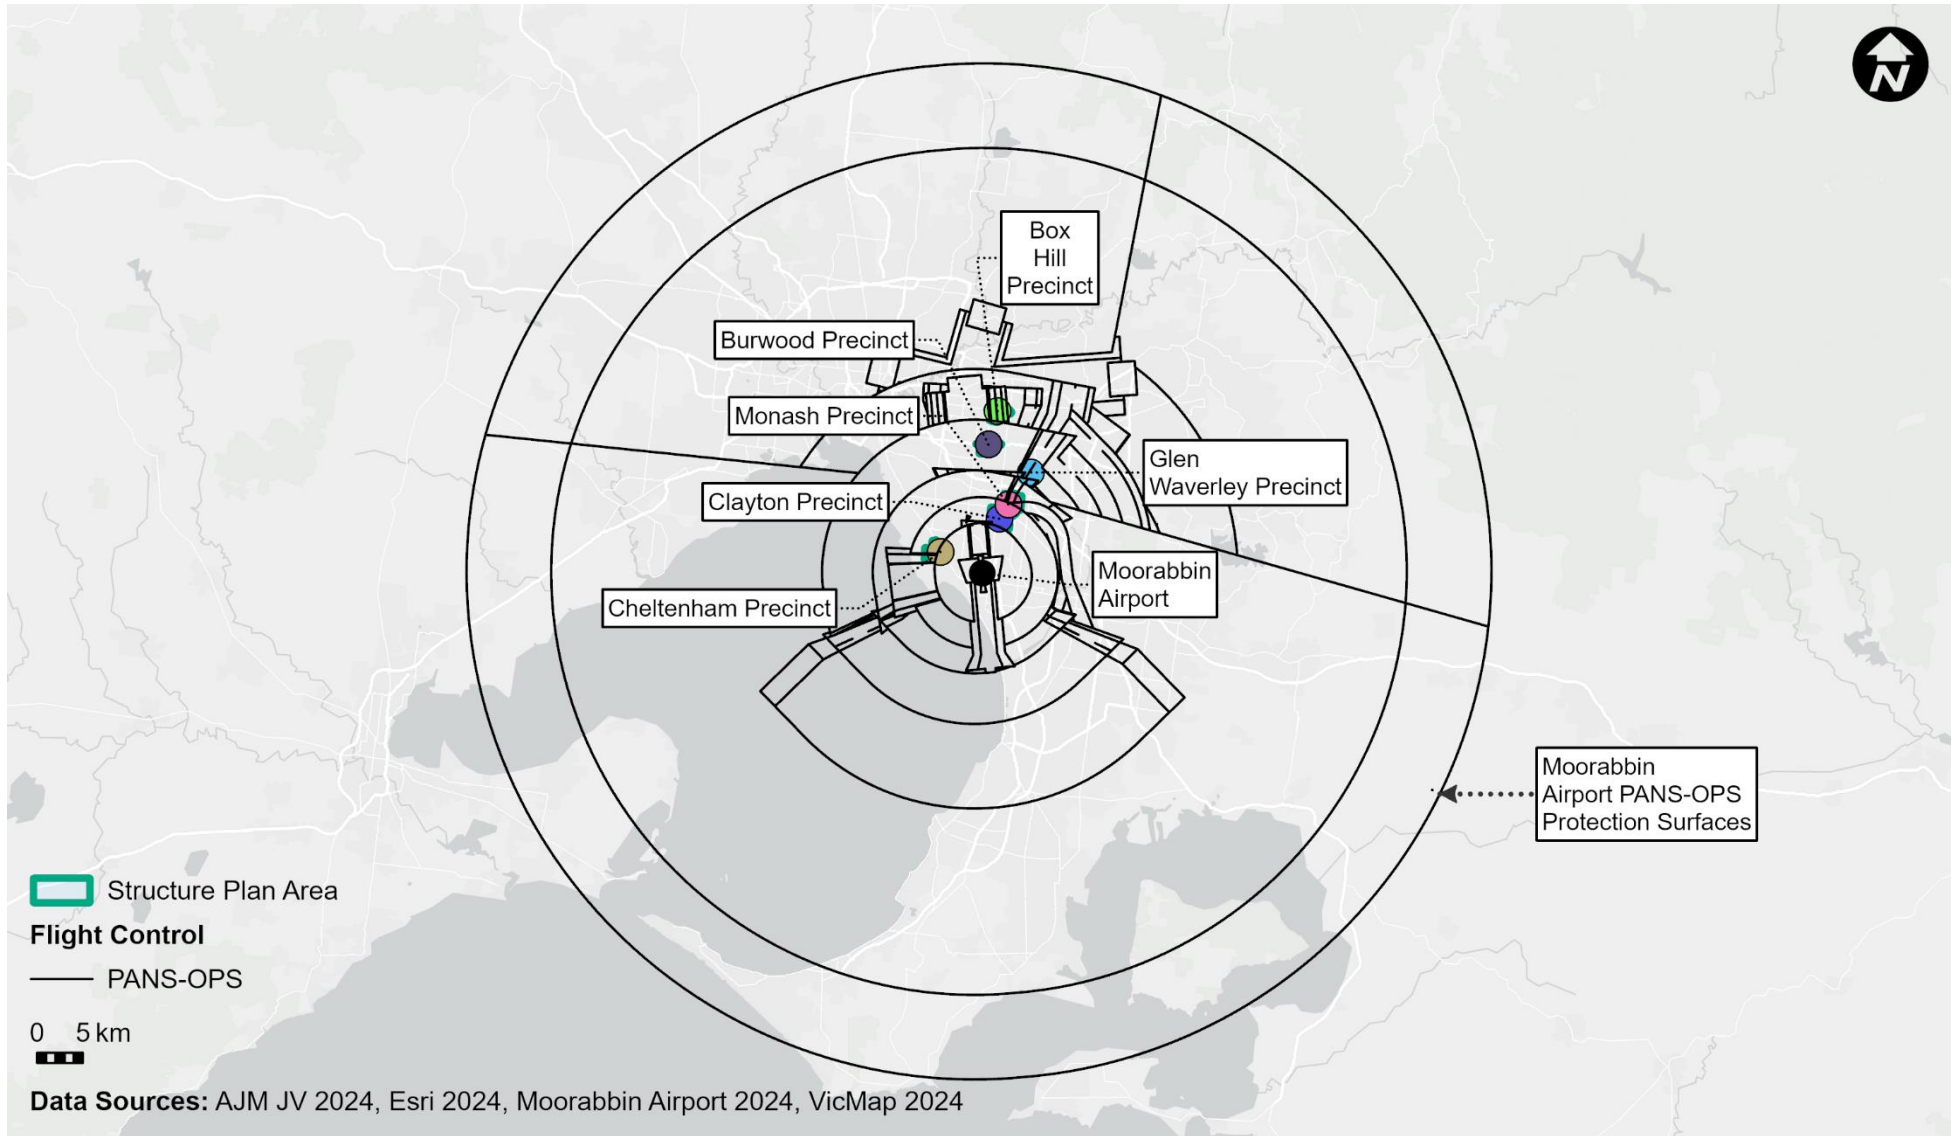 N
Box
Hill
Precinct
Burwood Precinct
Monash Precinct
Glen
Waverley Precinct
Clayton Precinct
Moorabbin
Airport
Cheltenham Precinct
Moorabbin
Airport PANS-OPS
Protection Surfaces
Structure Plan Area
Flight Control
PANS-OPS
0 5 km
Data Sources: AJM JV 2024, Esri 2024, Moorabbin Airport 2024, VicMap 2024